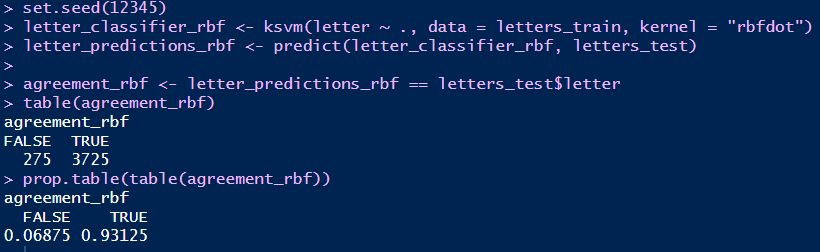 > set.seed(12345)
> letter_classifier_rbf <- ksvm(letter ~ ., data = letters_train, kernel = "rbfdot")
> letter_predictions_rbf <- predict(letter_classifier_rbf, letters_test)
>
> agreement_rbf <- letter_predictions_rbf == letters_test$letter
> table(agreement_rbf)
agreement_rbf
FALSE  TRUE
  275  3725
> prop.table(table(agreement_rbf))
agreement_rbf
  FALSE    TRUE
0.06875 0.93125